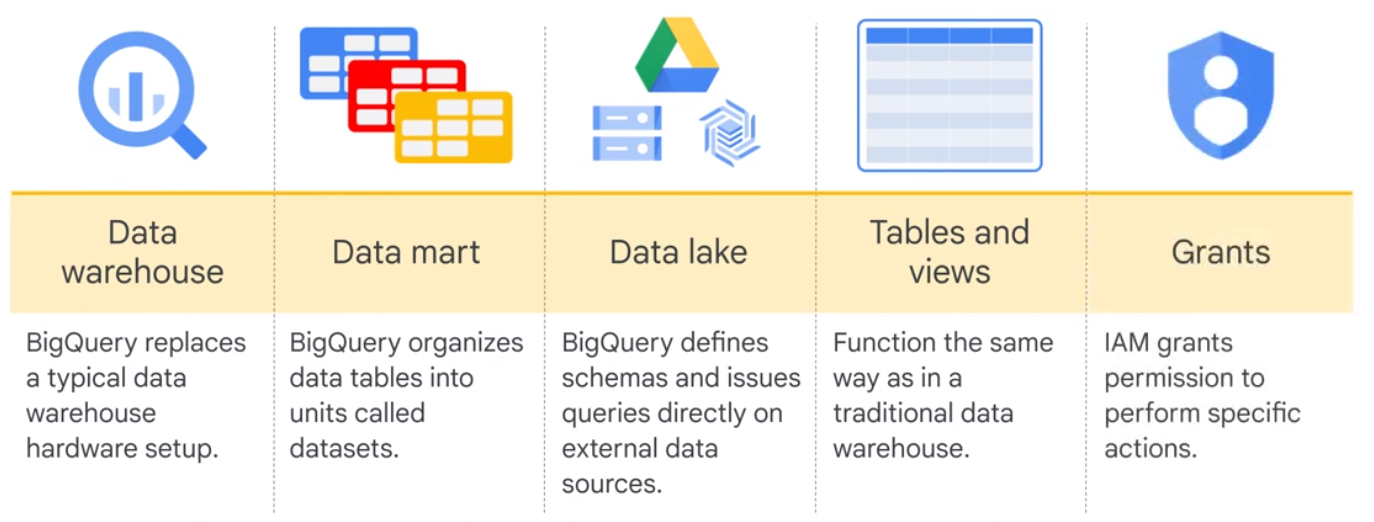 Data
warehouse
Data mart
Data lake
Tables and
views
Grants
BigQuery replaces
a typical data
warehouse
hardware setup.
BigQuery organizes
data tables into
units called
datasets.
BigQuery defines
schemas and issues
queries directly on
external data
sources.
Function the same
way as in a
traditional data
warehouse.
IAM grants
permission to
perform specific
actions.